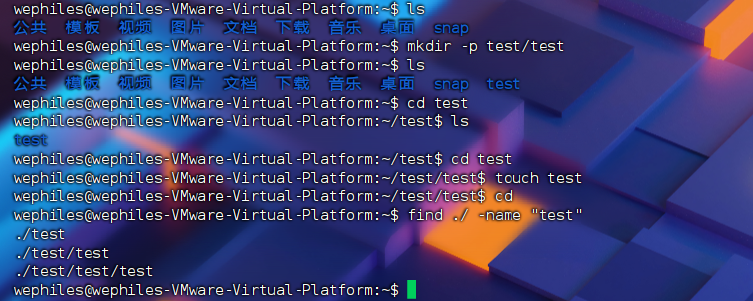 wephiles@wephiles-VMware-Virtual-Platform:~$ ls
公共 模板 视频 图片 文档 下载 音乐 桌面 snap
wephiles@wephiles-VMware-Virtual-Platform:~$ mkdir -p test/test
wephiles@wephiles-VMware-Virtual-Platform:~$ ls
公共 模板 视频 图片 文档 下载 音乐 桌面 snap test
wephiles@wephiles-VMware-Virtual-Platform:~$ cd test
wephiles@wephiles-VMware-Virtual-Platform:~/test$ ls
test
wephiles@wephiles-VMware-Virtual-Platform:~/test$ cd test
wephiles@wephiles-VMware-Virtual-Platform:~/test/test$ touch test
wephiles@wephiles-VMware-Virtual-Platform:~/test/test$ cd
wephiles@wephiles-VMware-Virtual-Platform:~$ find ./ -name "test"
./test
./test/test
./test/test/test
wephiles@wephiles-VMware-Virtual-Platform:~$